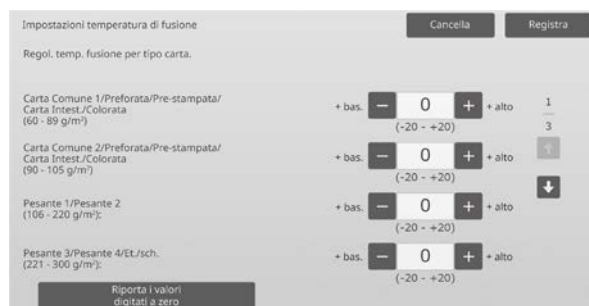 Impostazioni temperatura di fusione
Cancella
Registra
Regol. temp. fusione per tipo carta.
Carta Comune 1/Preforata/Pre-stampata/
Carta Intest./Colorata
(60 - 89 g/m²)
+ bas. − 0 + + alto
(-20 - +20)
1
3
Carta Comune 2/Preforata/Pre-stampata/
Carta Intest./Colorata
(90 - 105 g/m²)
+ bas. − 0 + + alto
(-20 - +20)
Pesante 1/Pesante 2
(106 - 220 g/m²):
+ bas. − 0 + + alto
(-20 - +20)
Pesante 3/Pesante 4/Et./sch.
(221 - 300 g/m²):
+ bas. − 0 + + alto
(-20 - +20)
Riporta i valori
digitati a zero